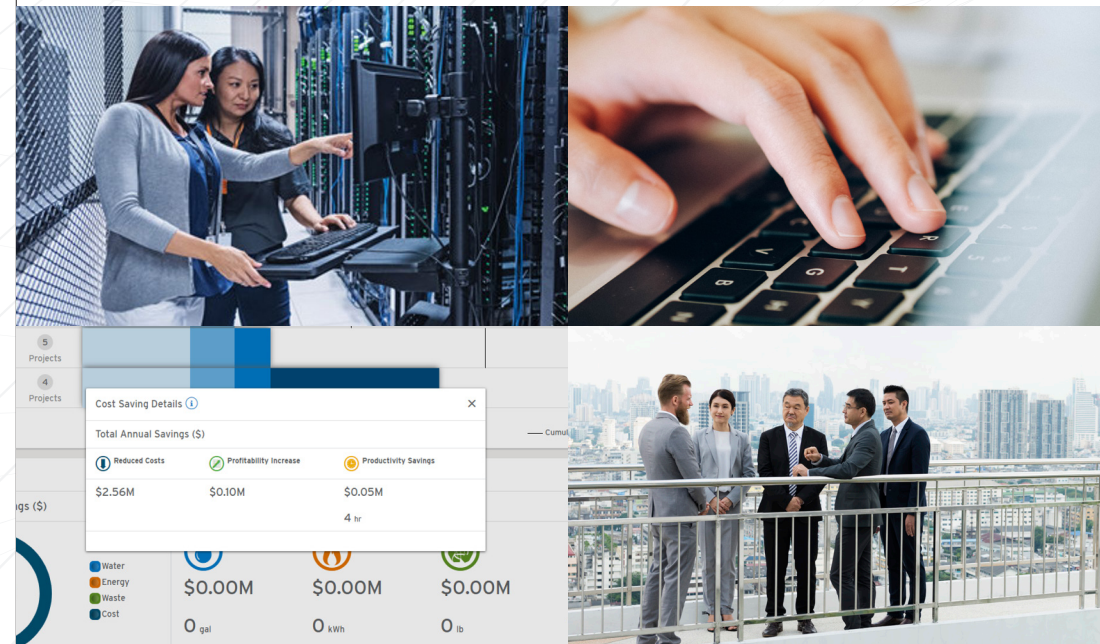 R
V
T
G
B
5
Projects
4
Projects
Cost Saving Details i
Total Annual Savings ($)
Reduced Costs
Profitability Increase
Productivity Savings
$2.56M
$0.10M
$0.05M
4 hr
Cumul
gs ($)
Water
Energy
Waste
Cost
$0.00M
$0.00M
$0.00M
0 gal
0 kWh
0 lb